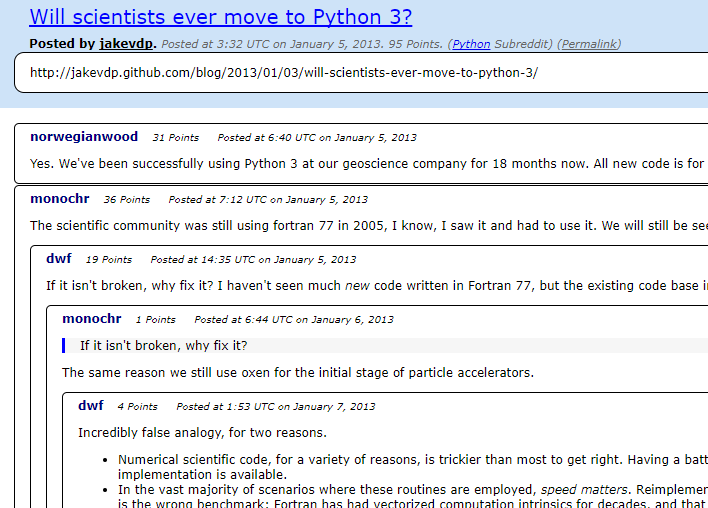 Will scientists ever move to Python 3?
Posted by jakevdp. Posted at 3:32 UTC on January 5, 2013. 95 Points. (Python Subreddit) (Permalink)
http://jakevdp.github.com/blog/2013/01/03/will-scientists-ever-move-to-python-3/
norwegianwood 31 Points Posted at 6:40 UTC on January 5, 2013
Yes. We've been successfully using Python 3 at our geoscience company for 18 months now. All new code is for
monochr 36 Points Posted at 7:12 UTC on January 5, 2013
The scientific community was still using fortran 77 in 2005, I know, I saw it and had to use it. We will still be
dwf 19 Points Posted at 14:35 UTC on January 5, 2013
If it isn't broken, why fix it? I haven't seen much new code written in Fortran 77, but the existing code base
monochr 1 Points Posted at 6:44 UTC on January 6, 2013
If it isn't broken, why fix it?
The same reason we still use oxen for the initial stage of particle accelerators.
dwf 4 Points Posted at 1:53 UTC on January 7, 2013
Incredibly false analogy, for two reasons.
• Numerical scientific code, for a variety of reasons, is trickier than most to get right. Having a
implementation is available.
• In the vast majority of scenarios where these routines are employed, speed matters.
is the wrong benchmark: Fortran has had vectorized computation intrinsics for decades, and that